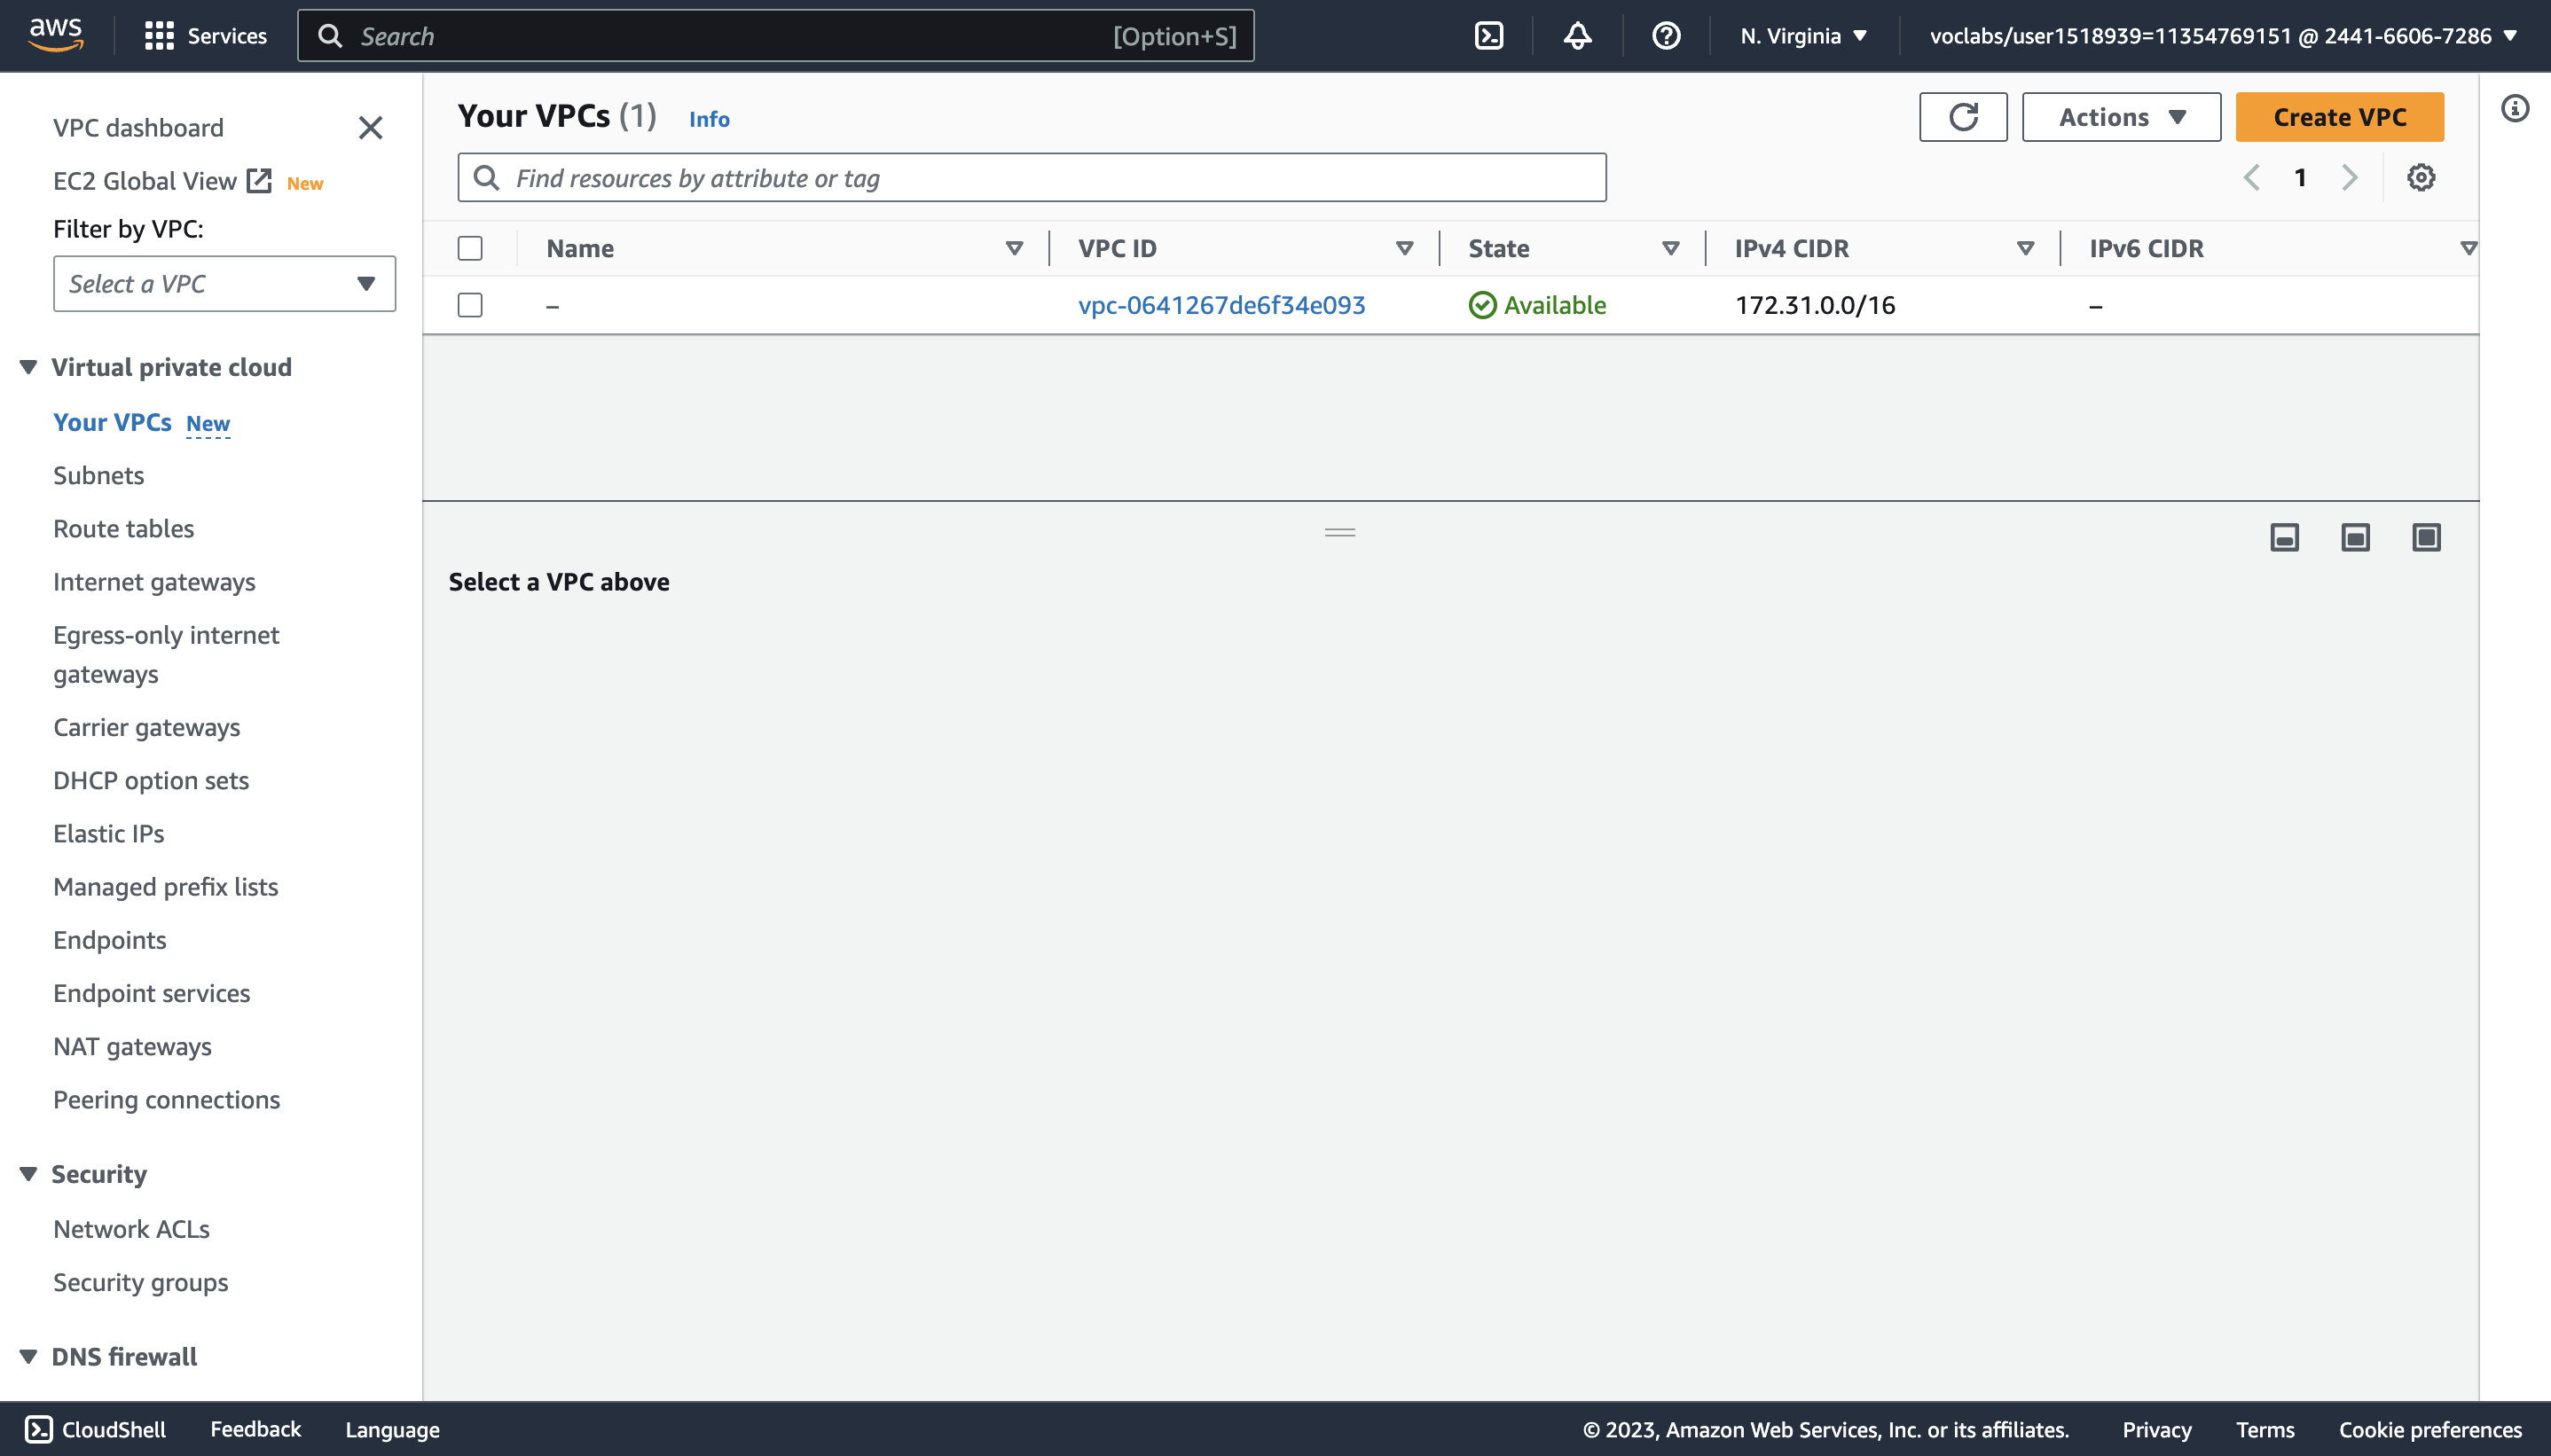 aws
Services
Search [Option+S]
N. Virginia
voclabs/user1518939=11354769151 @ 2441-6606-7286
VPC dashboard
EC2 Global View New
Filter by VPC:
Select a VPC
Virtual private cloud
Your VPCs New
Subnets
Route tables
Internet gateways
Egress-only internet
gateways
Carrier gateways
DHCP option sets
Elastic IPs
Managed prefix lists
Endpoints
Endpoint services
NAT gateways
Peering connections
Security
Network ACLs
Security groups
DNS firewall
Your VPCs (1) Info
Actions
Create VPC
Find resources by attribute or tag
1
Name VPC ID State IPv4 CIDR IPv6 CIDR
– vpc-0641267de6f34e093 Available 172.31.0.0/16 –
Select a VPC above
CloudShell Feedback Language
© 2023, Amazon Web Services, Inc. or its affiliates. Privacy Terms Cookie preferences